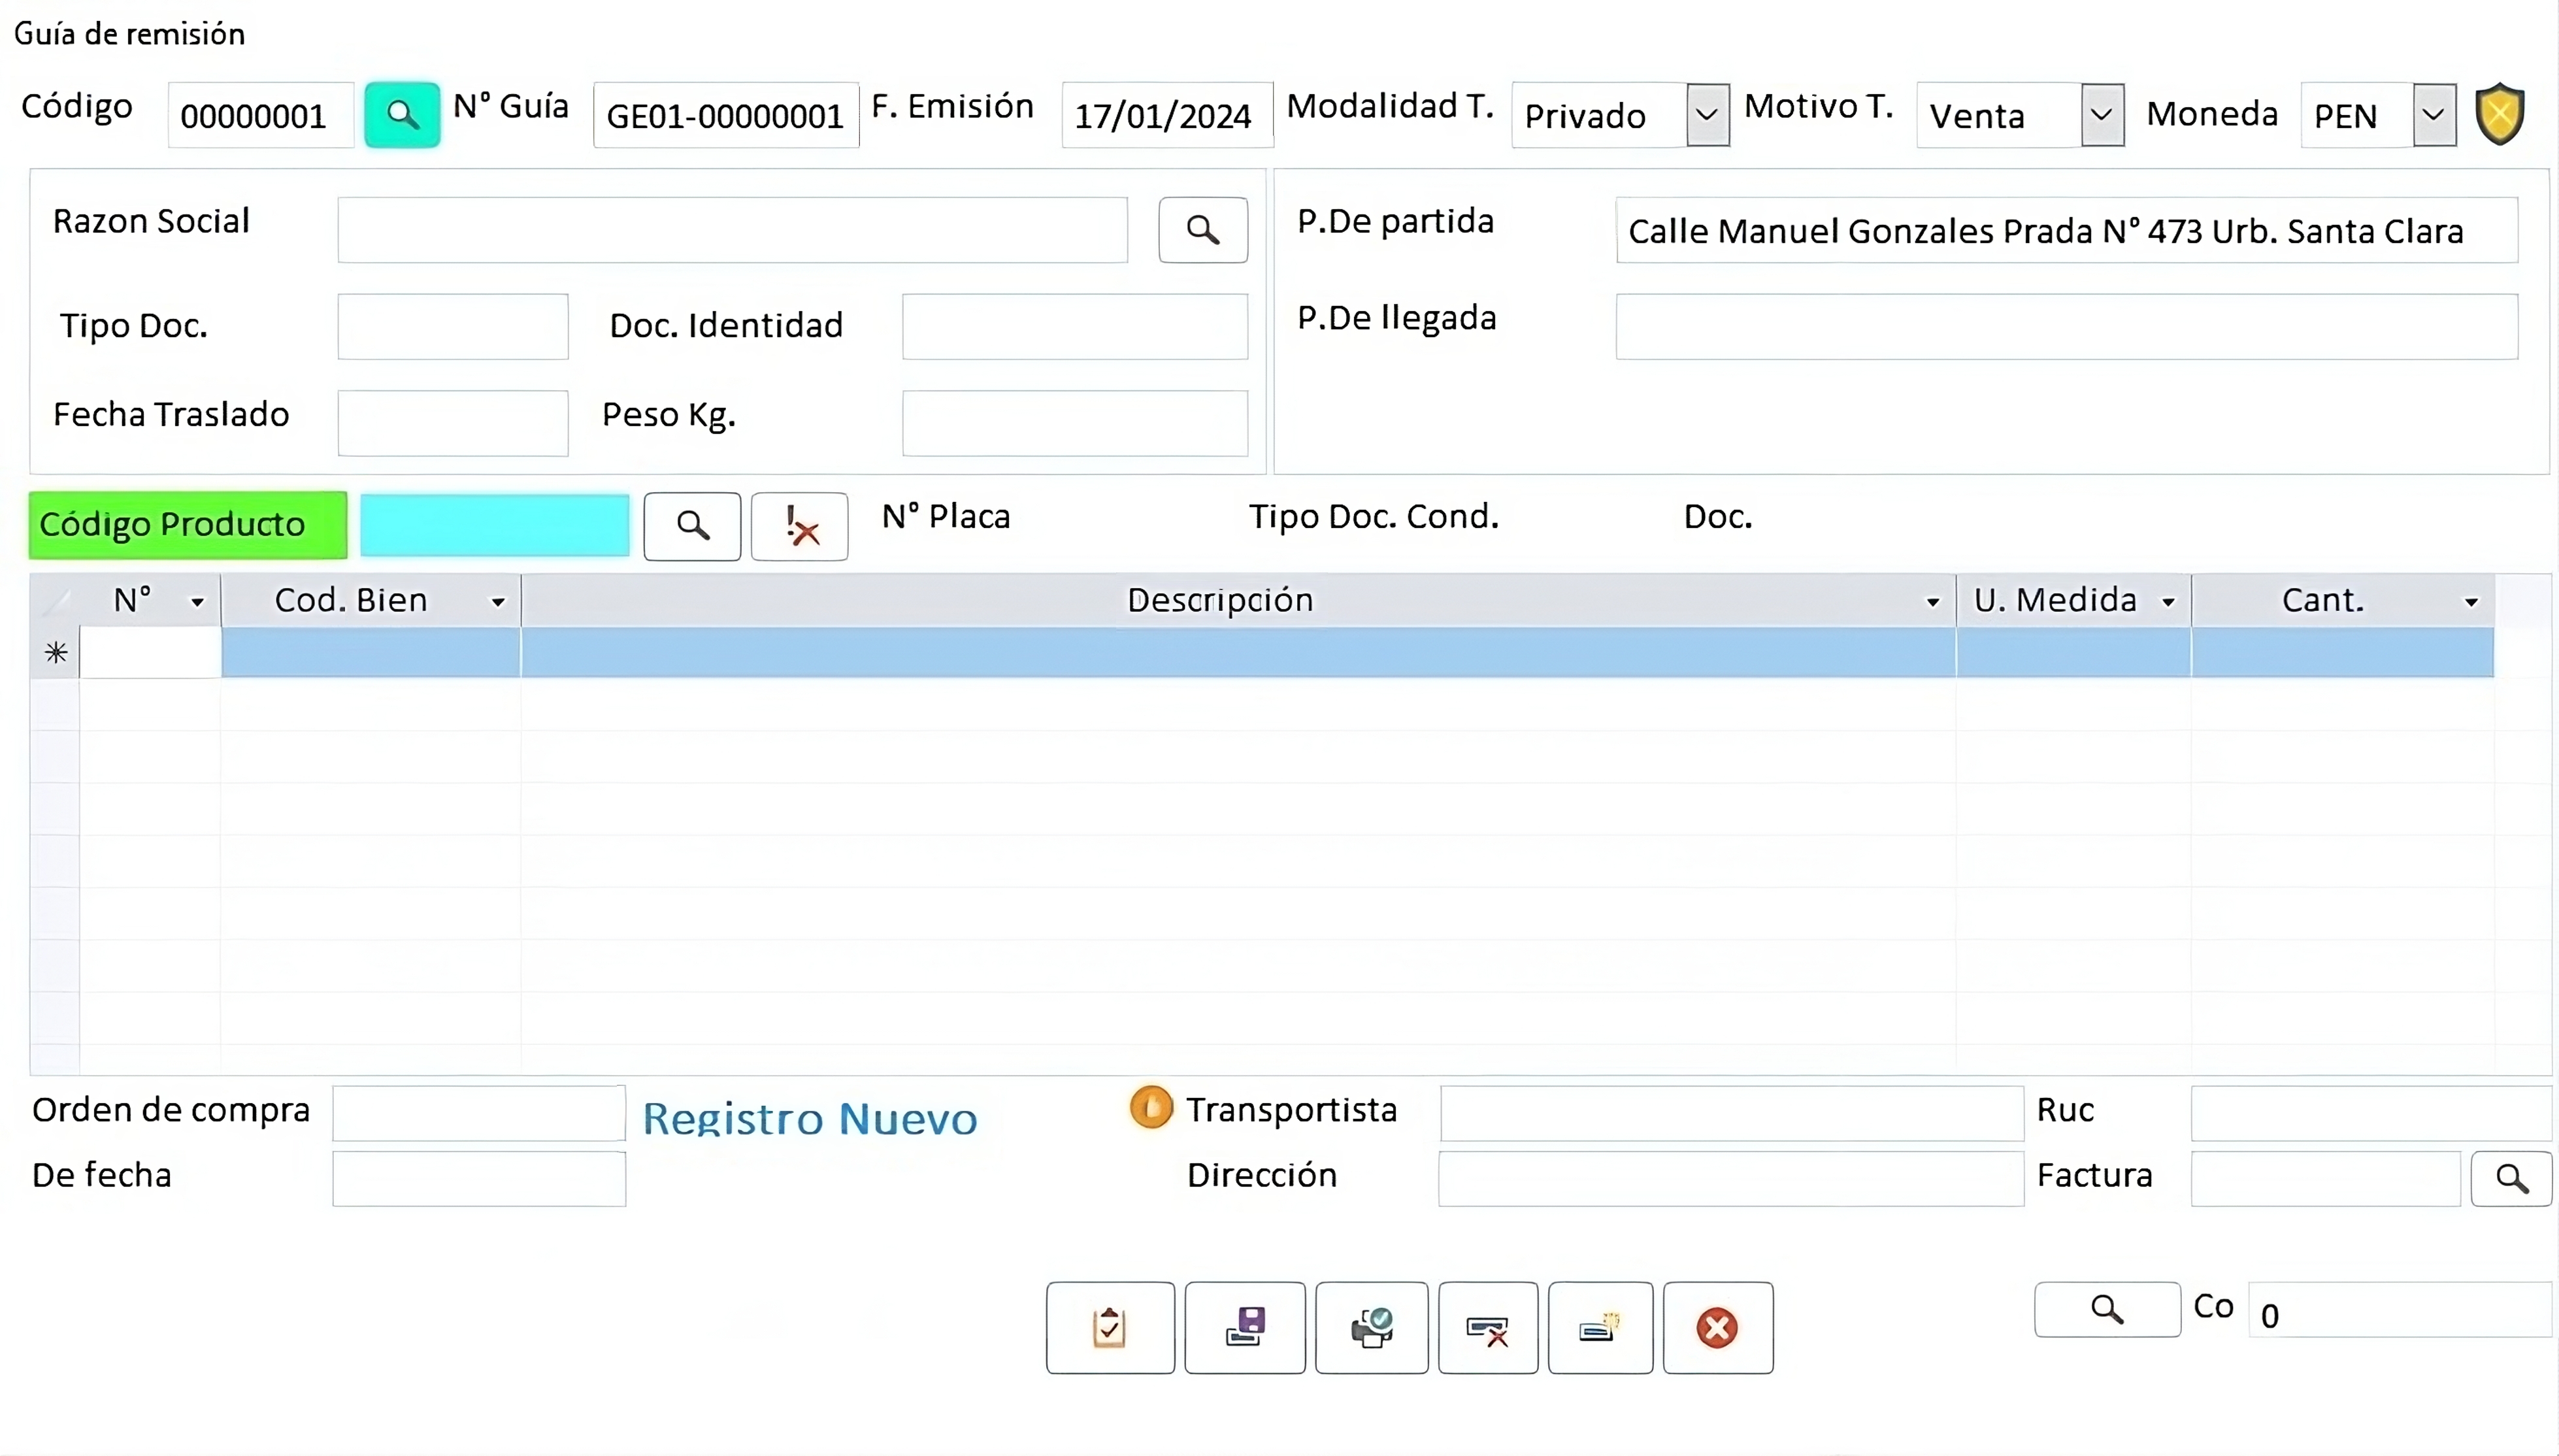 Guía de remisión
Código 00000001 N° Guía GE01-00000001 F. Emisión 17/01/2024 Modalidad T. Privado Motivo T. Venta Moneda PEN
Razon Social
P.De partida Calle Manuel Gonzales Prada N° 473 Urb. Santa Clara
Tipo Doc. Doc. Identidad
P.De llegada
Fecha Traslado Peso Kg.
Código Producto N° Placa Tipo Doc. Cond. Doc.
N° Cod. Bien Descripción U. Medida Cant.
Orden de compra Registro Nuevo Transportista Ruc
De fecha Dirección Factura
Co 0